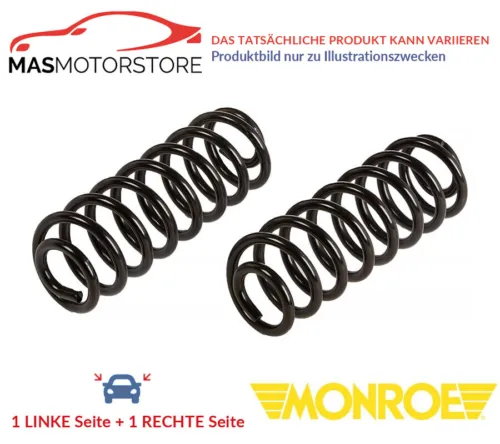 DAS TATSÄCHLICHE PRODUKT KANN VARIIEREN
Produktbild nur zu Illustrationszwecken
MASMOTORSTORE
1 LINKE Seite + 1 RECHTE Seite
MONROE